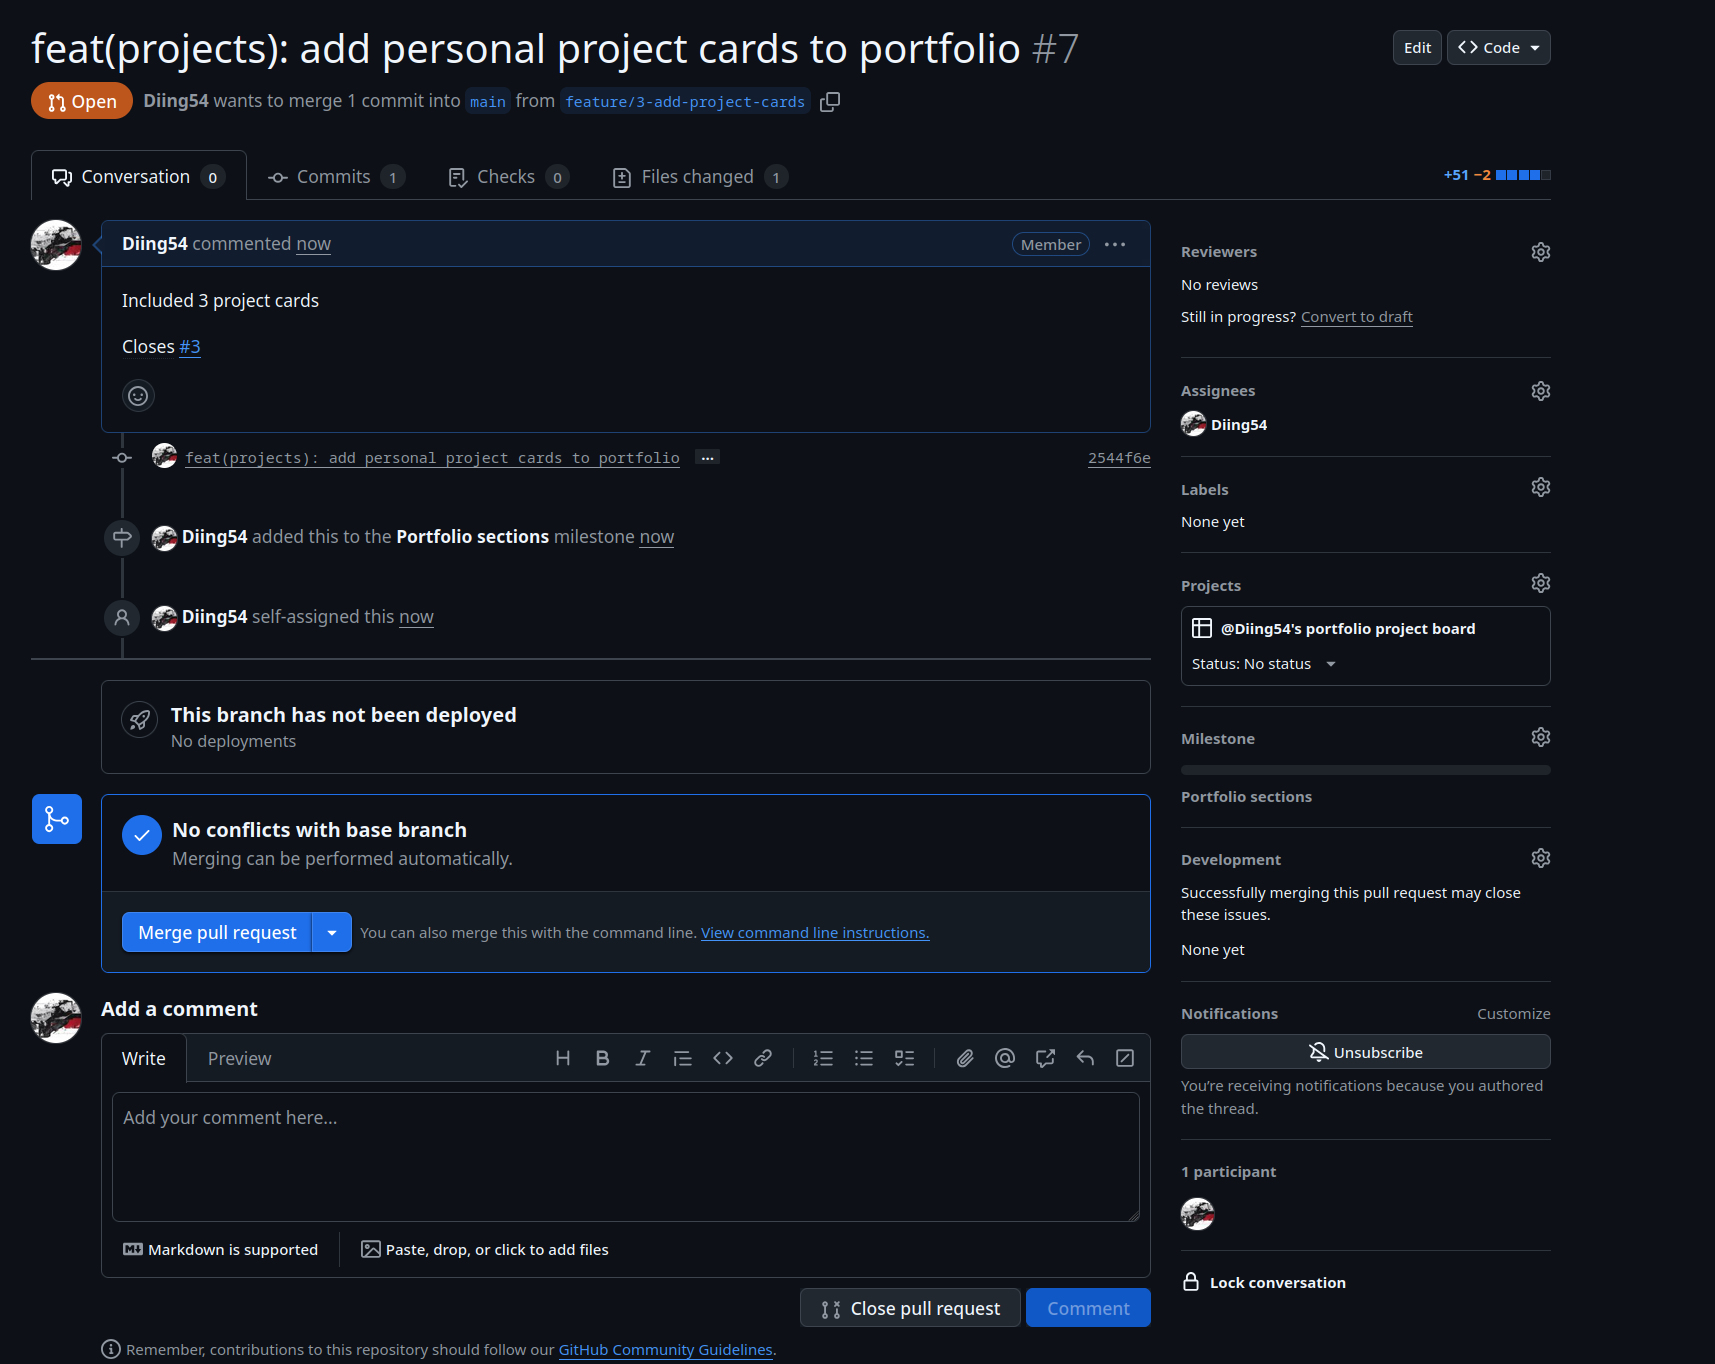 feat(projects): add personal project cards to portfolio #7
Edit
Code
Open
Diing54 wants to merge 1 commit into main from feature/3-add-project-cards
Conversation 0
Commits 1
Checks 0
Files changed 1
+51 −2
Diing54 commented now
Member
Included 3 project cards
Closes #3
feat(projects): add personal project cards to portfolio ...
2544f6e
Diing54 added this to the Portfolio sections milestone now
Diing54 self-assigned this now
This branch has not been deployed
No deployments
No conflicts with base branch
Merging can be performed automatically.
Merge pull request
You can also merge this with the command line. View command line instructions.
Add a comment
Write
Preview
Add your comment here...
Markdown is supported
Paste, drop, or click to add files
Close pull request
Comment
Remember, contributions to this repository should follow our GitHub Community Guidelines.
Reviewers
No reviews
Still in progress? Convert to draft
Assignees
Diing54
Labels
None yet
Projects
@Diing54's portfolio project board
Status: No status
Milestone
Portfolio sections
Development
Successfully merging this pull request may close
these issues.
None yet
Notifications
Customize
Unsubscribe
You're receiving notifications because you authored
the thread.
1 participant
Lock conversation